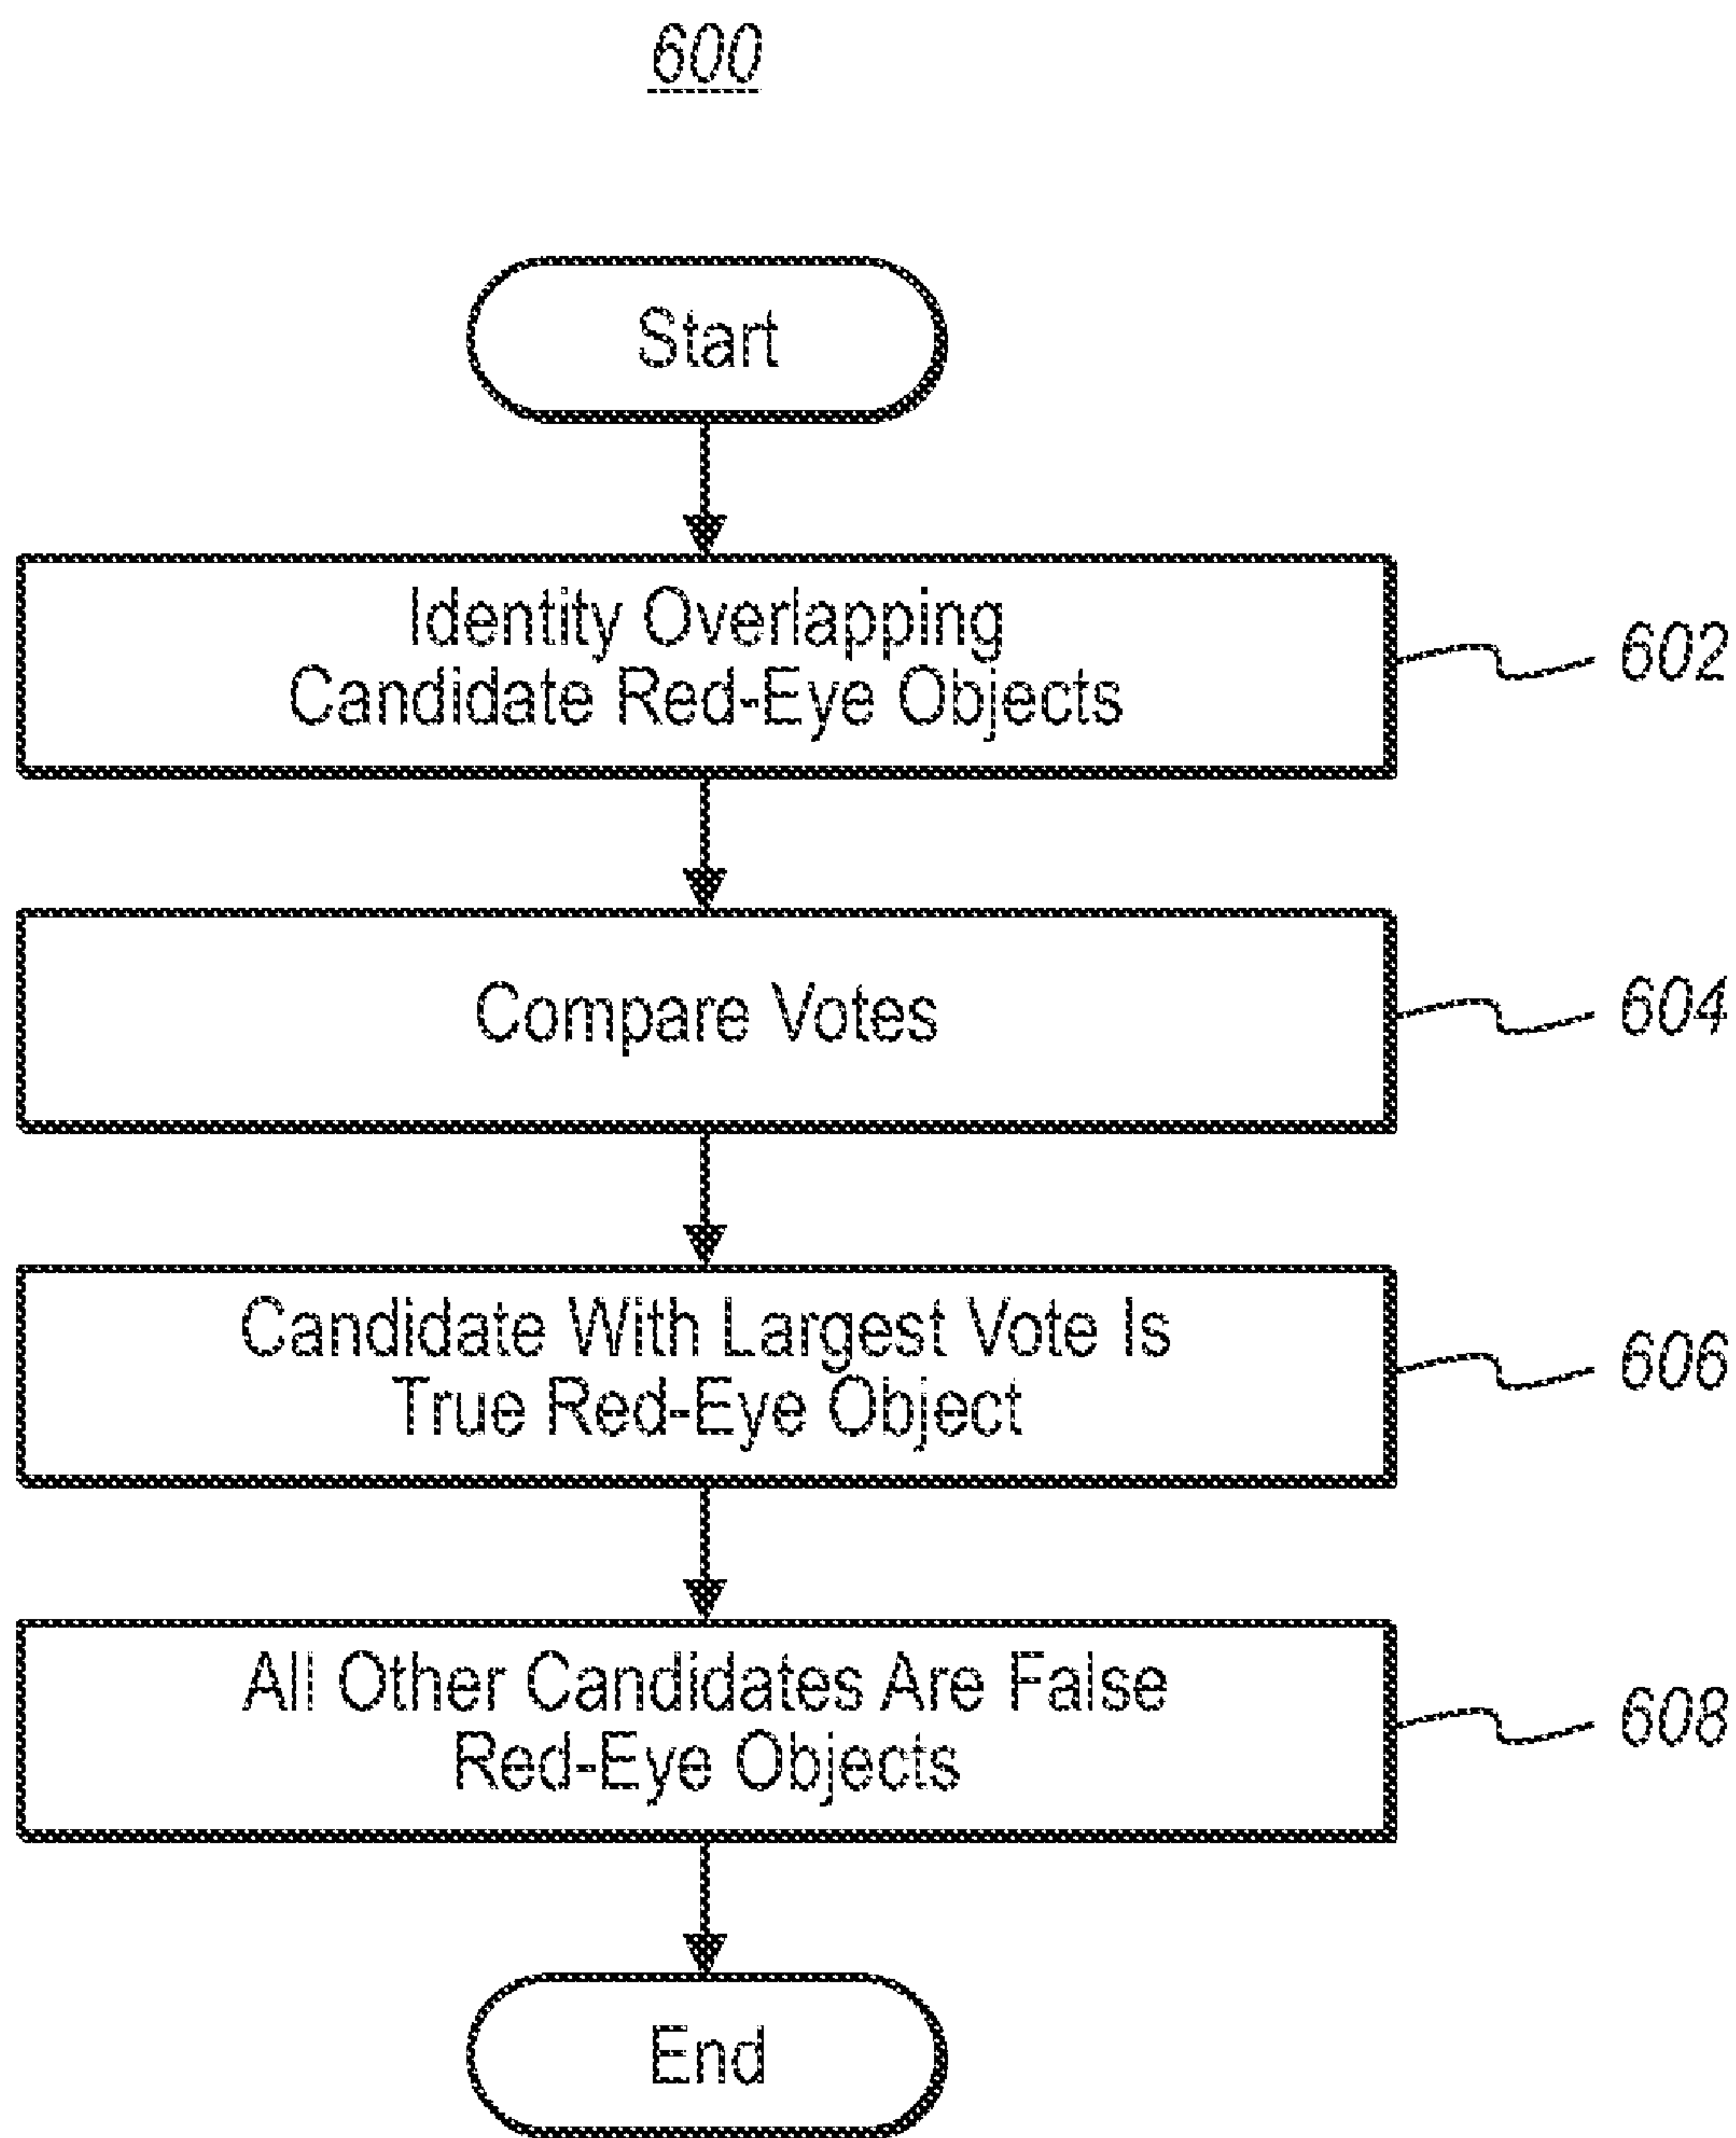 600
Start
Identity Overlapping
Candidate Red-Eye Objects
602
Compare Votes
604
Candidate With Largest Vote Is
True Red-Eye Object
606
All Other Candidates Are False
Red-Eye Objects
608
End